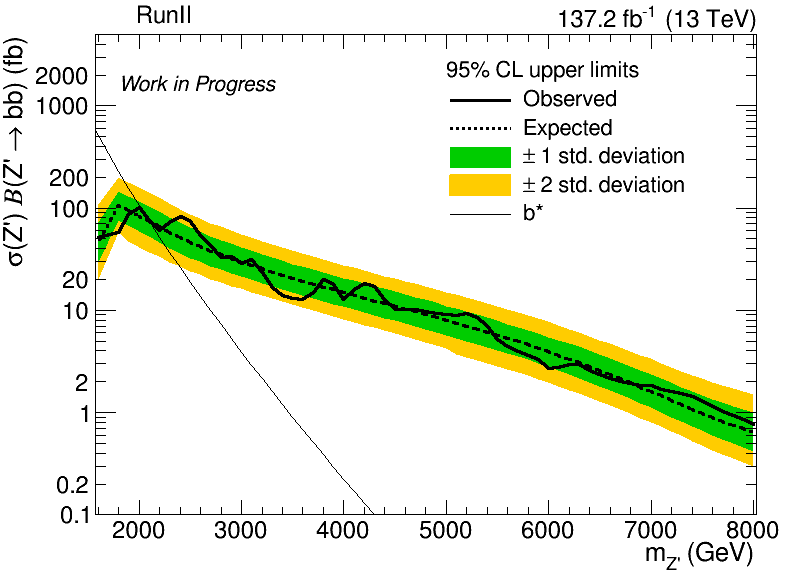 RunII
137.2 fb⁻¹ (13 TeV)
Work in Progress
95% CL upper limits
Observed
Expected
± 1 std. deviation
± 2 std. deviation
b*
σ(Z') B(Z' → bb) (fb)
2000
1000
200
100
20
10
2
1
0.2
0.1
2000 3000 4000 5000 6000 7000 8000
m_Z' (GeV)